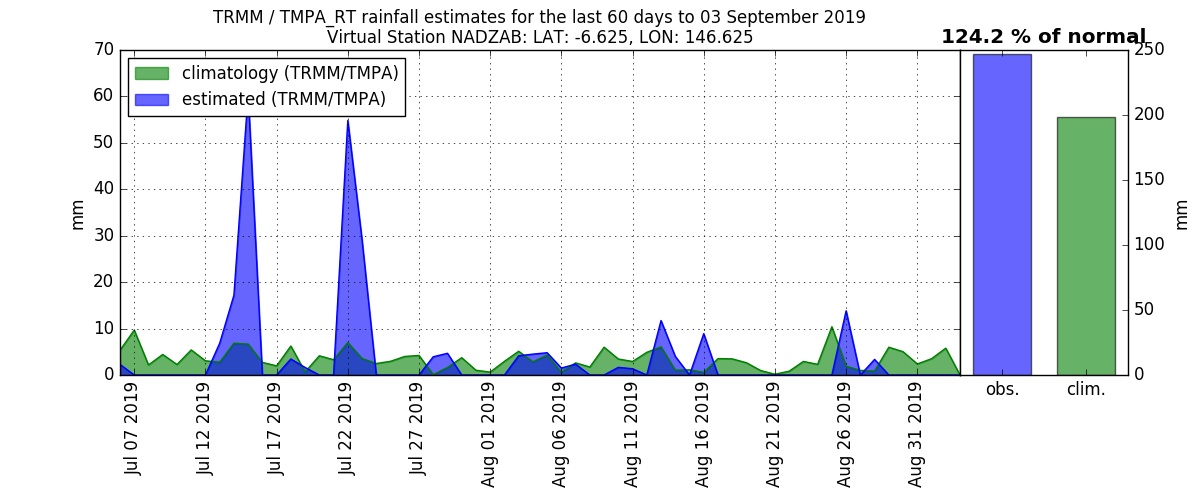 TRMM / TMPA_RT rainfall estimates for the last 60 days to 03 September 2019
Virtual Station NADZAB: LAT: -6.625, LON: 146.625
124.2 % of normal
climatology (TRMM/TMPA)
estimated (TRMM/TMPA)
70
60
50
40
30
20
10
0
mm
Jul 07 2019
Jul 12 2019
Jul 17 2019
Jul 22 2019
Jul 27 2019
Aug 01 2019
Aug 06 2019
Aug 11 2019
Aug 16 2019
Aug 21 2019
Aug 26 2019
Aug 31 2019
obs.
clim.
250
200
150
100
50
0
mm